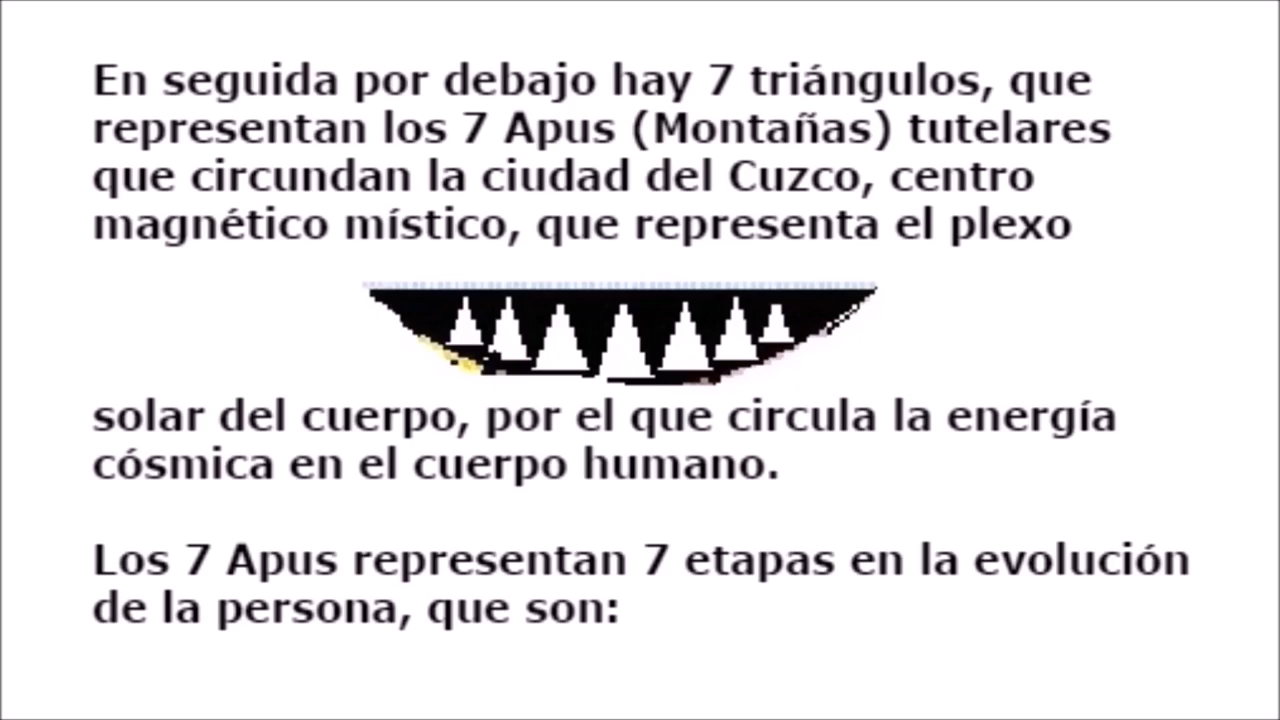 En seguida por debajo hay 7 triángulos, que
representan los 7 Apus (Montañas) tutelares
que circundan la ciudad del Cuzco, centro
magnético místico, que representa el plexo
solar del cuerpo, por el que circula la energía
cósmica en el cuerpo humano.
Los 7 Apus representan 7 etapas en la evolución
de la persona, que son: